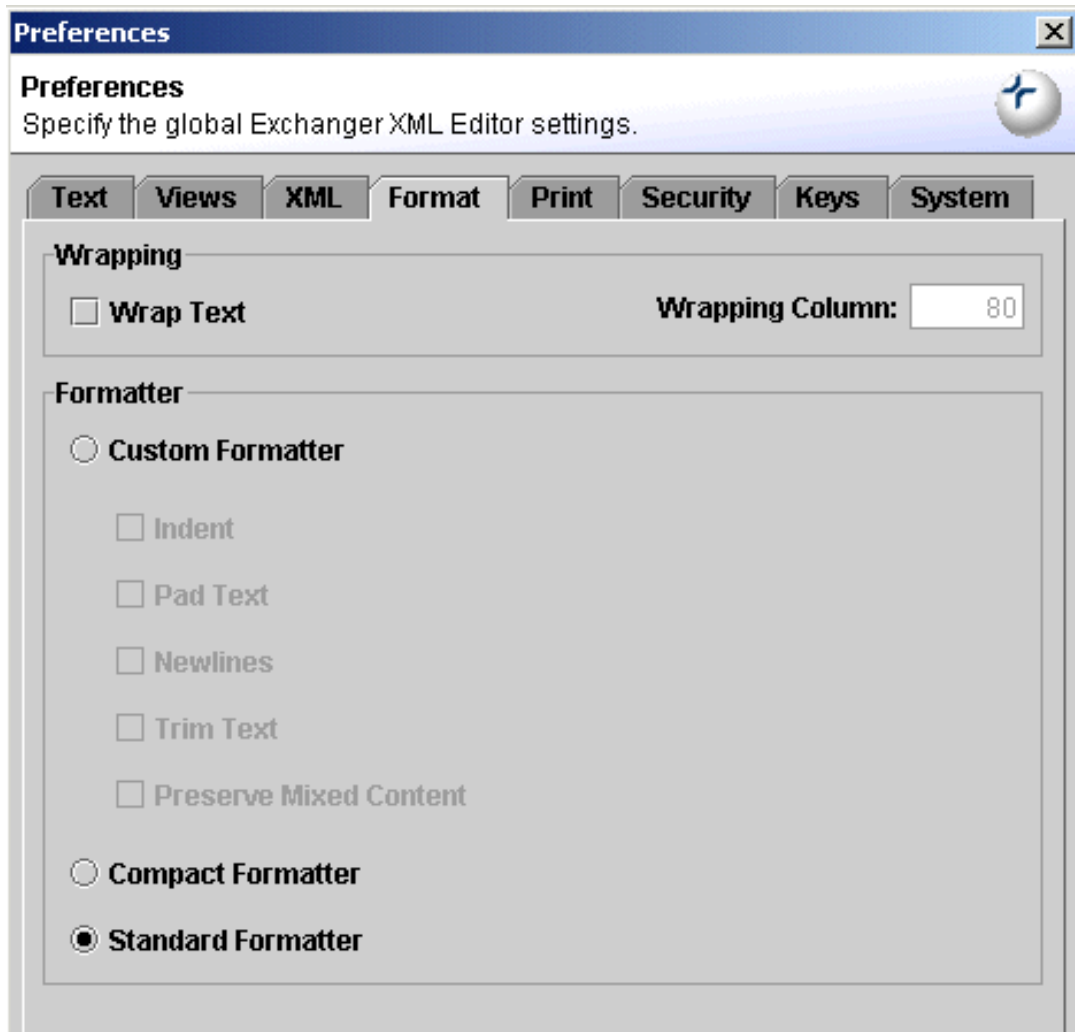 Preferences
Preferences
Specify the global Exchanger XML Editor settings.
Text Views XML Format Print Security Keys System
Wrapping
Wrap Text Wrapping Column: 80
Formatter
Custom Formatter
Indent
Pad Text
Newlines
Trim Text
Preserve Mixed Content
Compact Formatter
Standard Formatter